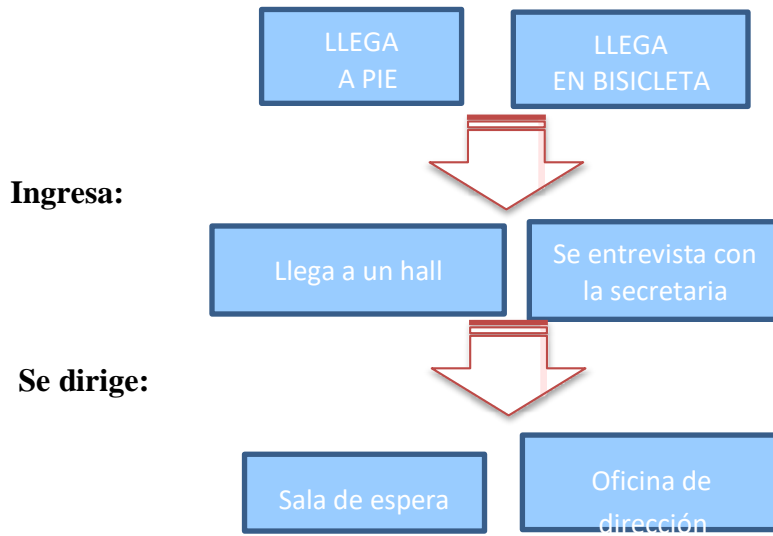 LLEGA
A PIE
LLEGA
EN BISICLETA
Ingresa:
Llega a un hall
Se entrevista con
la secretaria
Se dirige:
Sala de espera
Oficina de
dirección